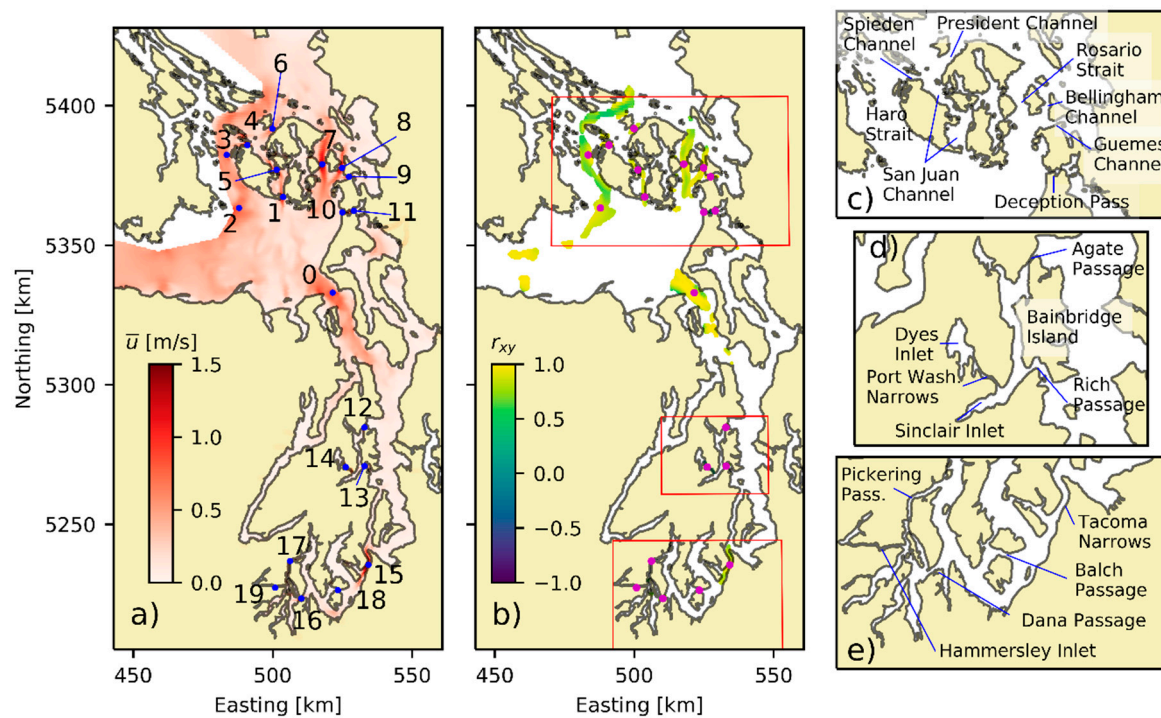 5400
5350
5300
5250
Northing [km]
450
500
550
Easting [km]
6
4
3
7
8
5
9
2
1
10
11
0
u̅ [m/s]
1.5
1.0
0.5
0.0
12
14
13
17
15
19
18
16
a)
r_xy
1.0
0.5
0.0
−0.5
−1.0
b)
450
500
550
Easting [km]
Spieden
Channel
President Channel
Rosario
Strait
Bellingham
Channel
Haro
Strait
Guemes
Channel
San Juan
Channel
Deception Pass
c)
d)
Agate
Passage
Bainbridge
Island
Dyes
Inlet
Port Wash.
Narrows
Rich
Passage
Sinclair Inlet
Pickering
Pass.
Tacoma
Narrows
Balch
Passage
Dana Passage
Hammersley Inlet
e)